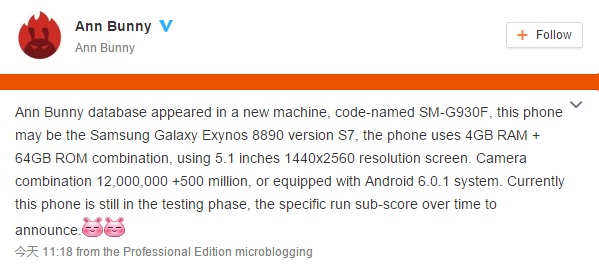 Ann Bunny
Ann Bunny
+ Follow
Ann Bunny database appeared in a new machine, code-named SM-G930F, this phone
may be the Samsung Galaxy Exynos 8890 version S7, the phone uses 4GB RAM +
64GB ROM combination, using 5.1 inches 1440x2560 resolution screen. Camera
combination 12,000,000 +500 million, or equipped with Android 6.0.1 system. Currently
this phone is still in the testing phase, the specific run sub-score over time to
announce.
今天 11:18 from the Professional Edition microblogging